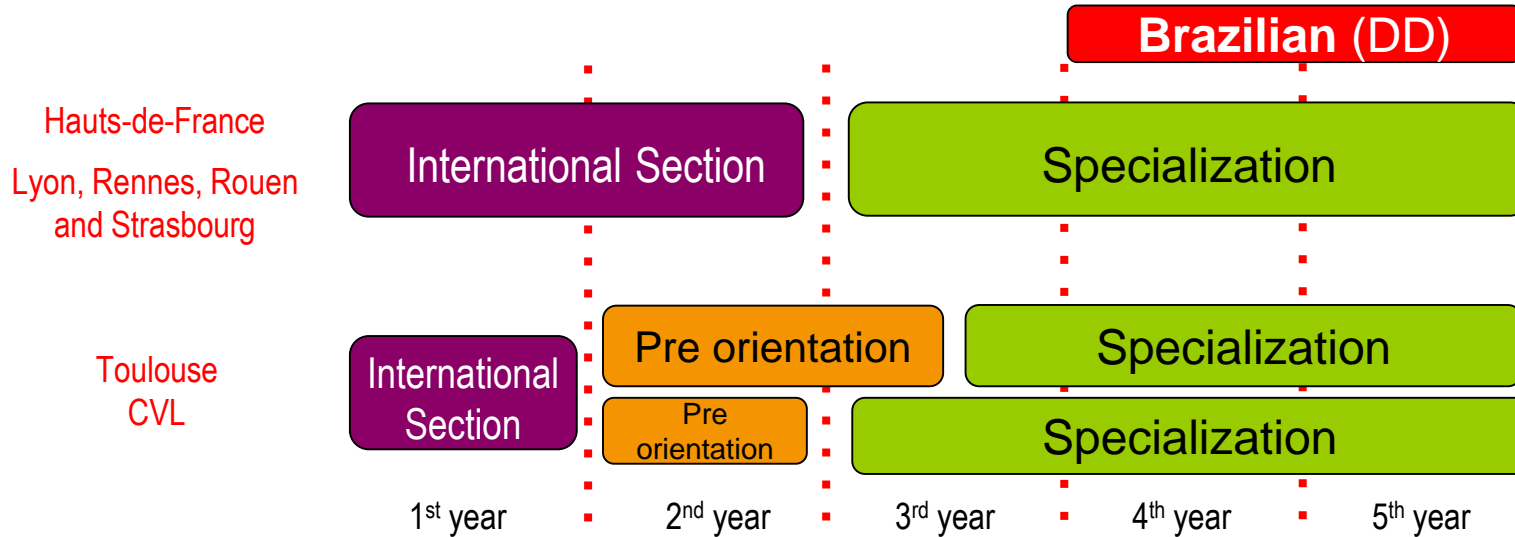 Brazilian (DD)
Hauts-de-France
Lyon, Rennes, Rouen
and Strasbourg
International Section
Specialization
Toulouse
CVL
International
Section
Pre orientation
Specialization
Pre
orientation
Specialization
1st year
2nd year
3rd year
4th year
5th year